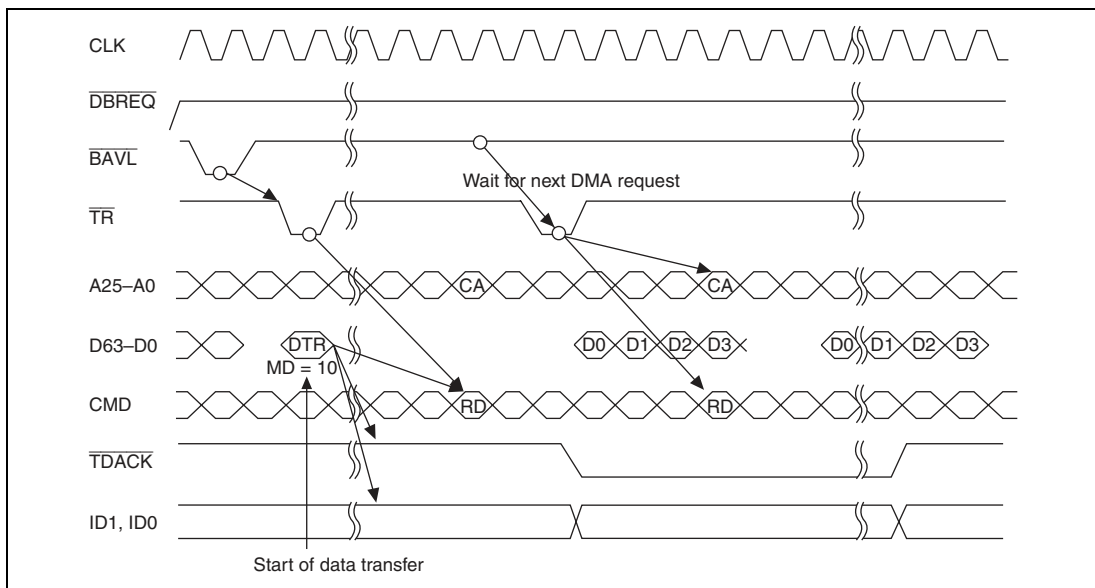 CLK
DBREQ
BAVL
Wait for next DMA request
TR
A25–A0 CA CA
D63–D0 DTR D0 D1 D2 D3 D0 D1 D2 D3
MD = 10
CMD RD RD
TDACK
ID1, ID0
Start of data transfer